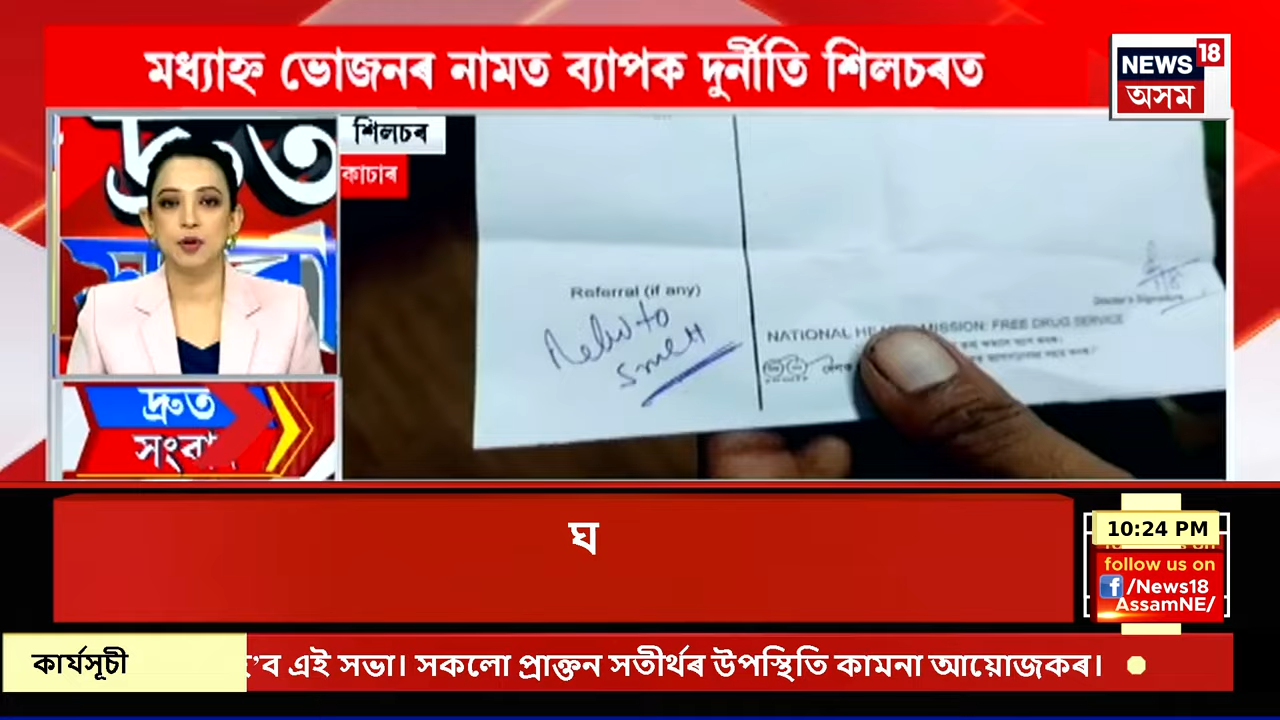 মধ্যাহ্ন ভোজনৰ নামত ব্যাপক দুৰ্নীতি শিলচৰত
NEWS 18
অসম
দ্ৰুত
শিলচৰ
কাচাৰ
Referral (if any)
to
smcH
Doctor's Signature
NATIONAL MISSION: FREE DRUG SERVICE
দ্ৰুত
ঘ
10:24 PM
follow us on
/News18
AssamNE/
কাৰ্যসূচী
'ব এই সভা। সকলো প্ৰাক্তন সতীৰ্থৰ উপস্থিতি কামনা আয়োজকৰ।